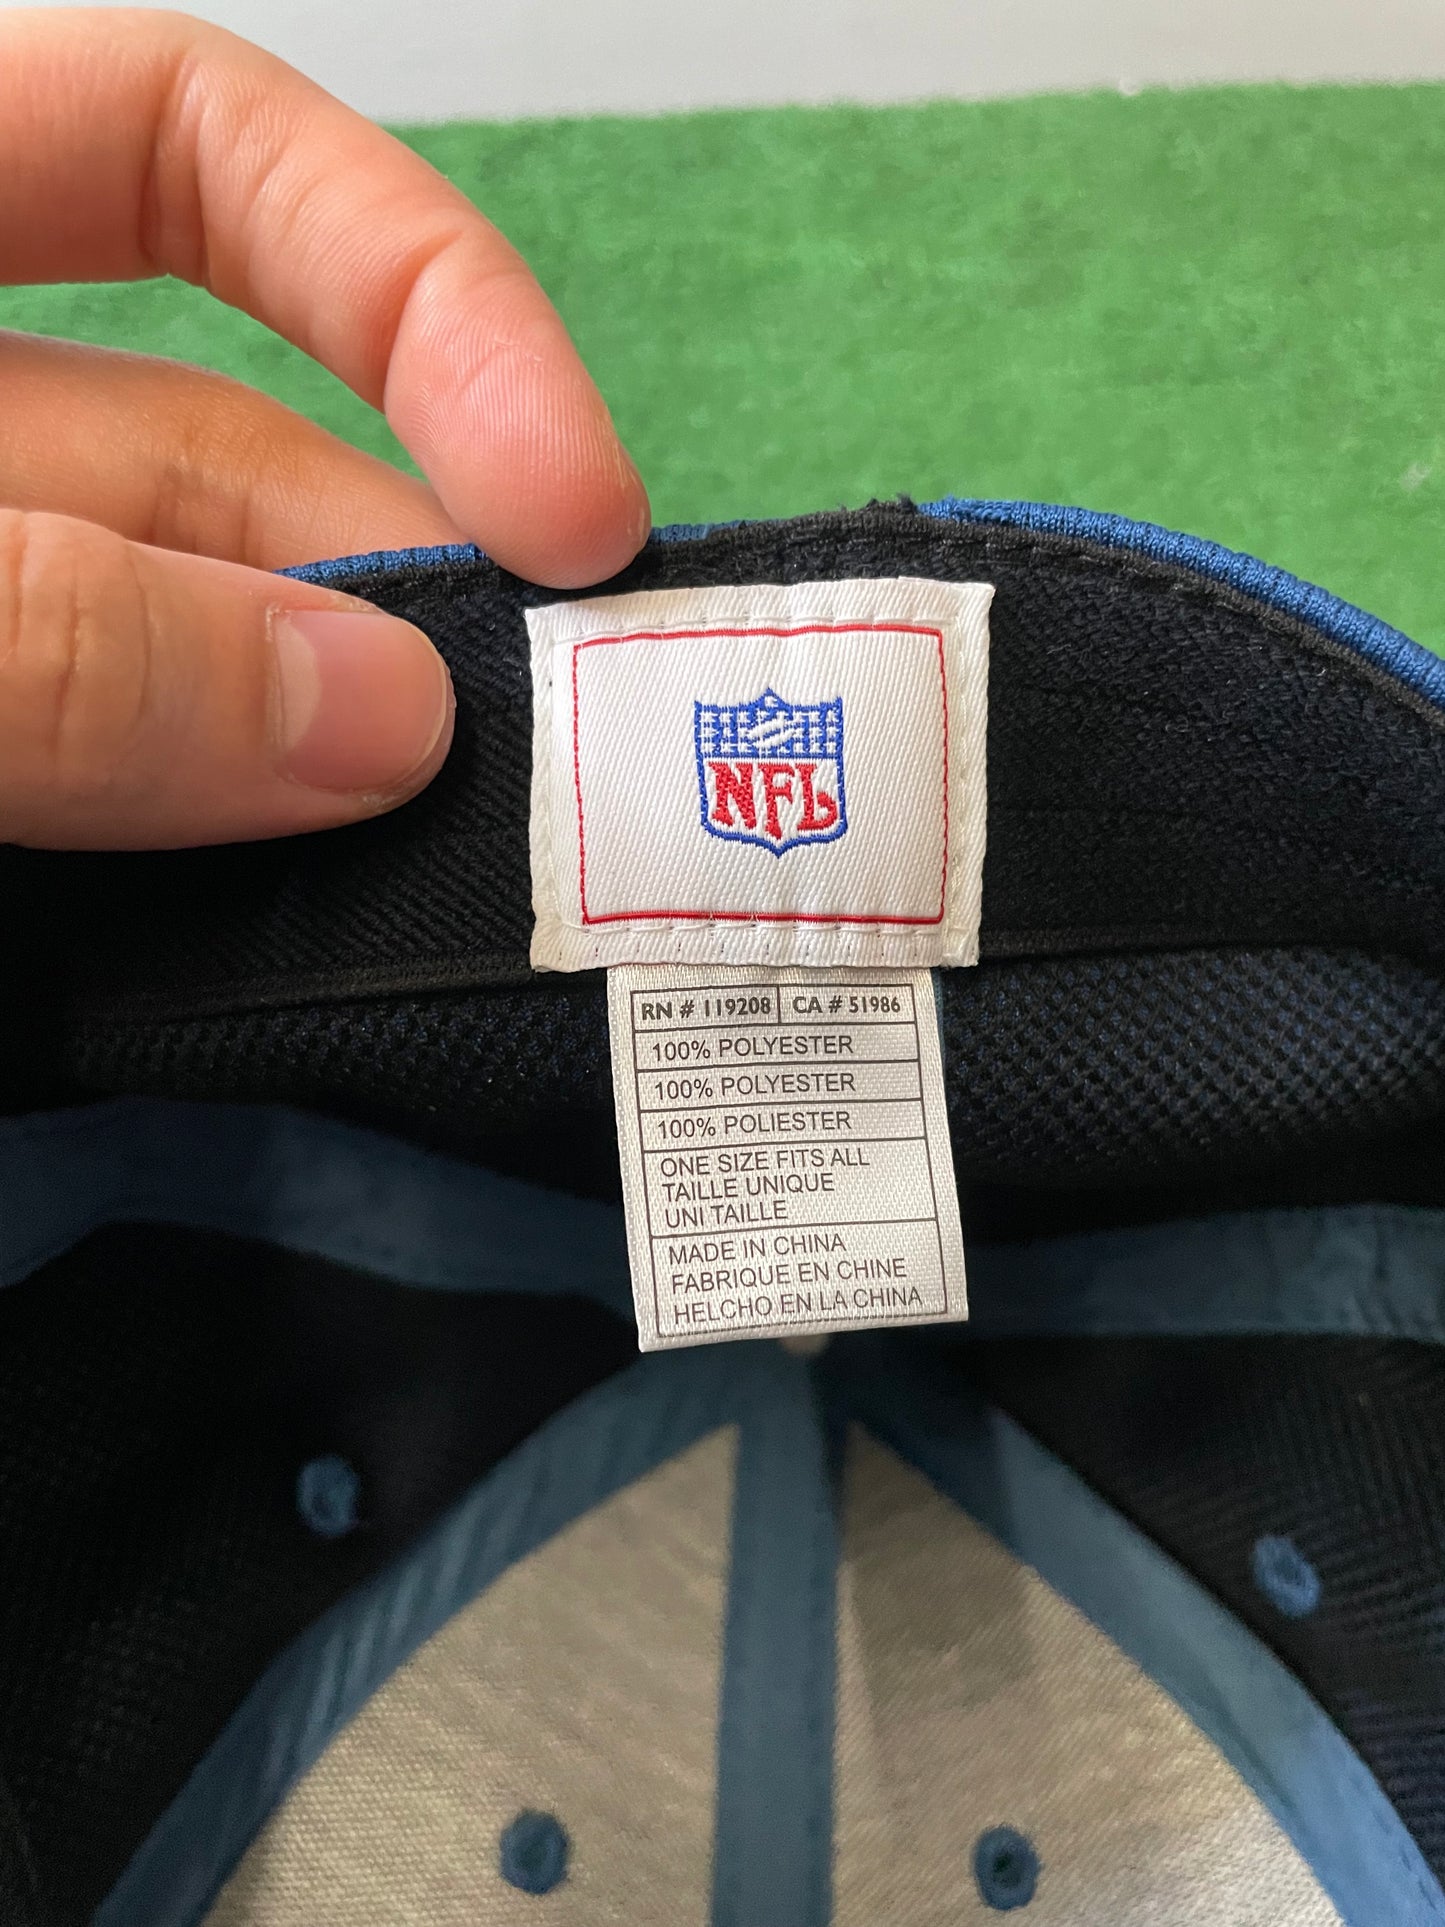 NFL
RN # 119208 CA # 51986
100% POLYESTER
100% POLYESTER
100% POLIESTER
ONE SIZE FITS ALL
TAILLE UNIQUE
UNI TAILLE
MADE IN CHINA
FABRIQUE EN CHINE
HELCHO EN LA CHINA